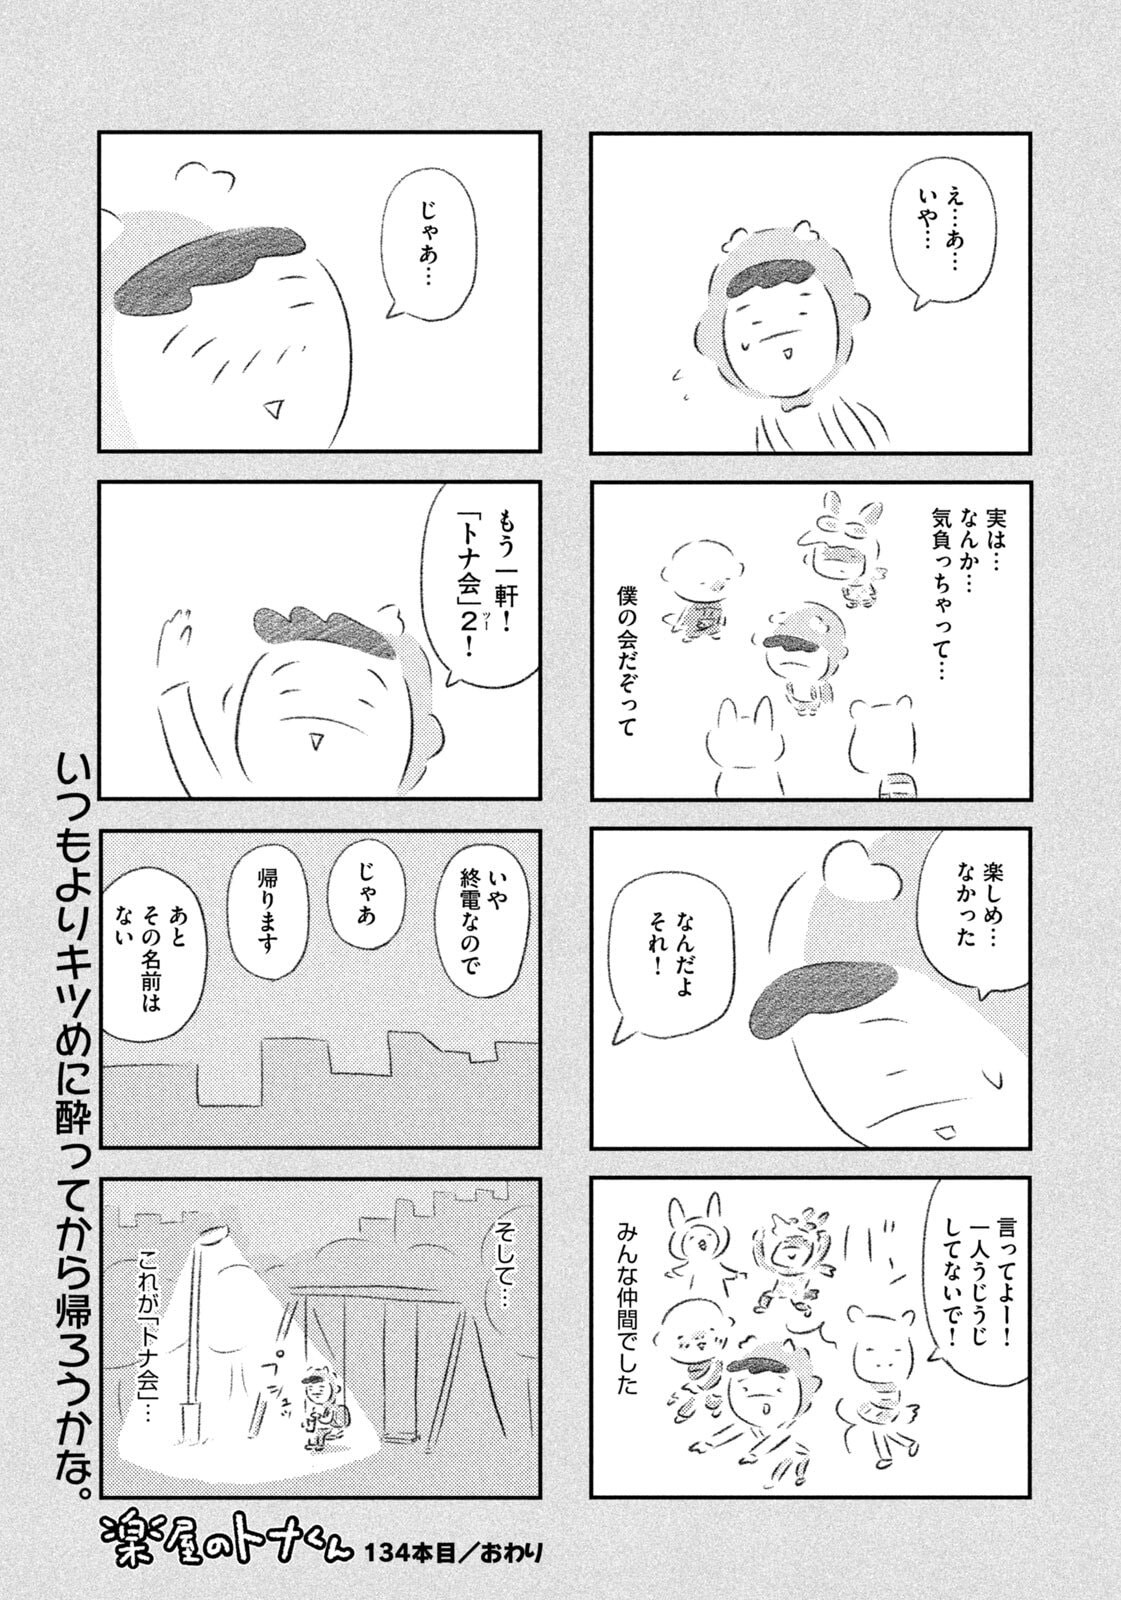 え…あ…
いや…
実は…
なんか…
気負っちゃって…
僕の会だぞって
楽しめ…
なかった
なんだよ
それ！
言ってよー！
一人うじうじ
してないで！
みんな仲間でした
じゃあ…
もう一軒！
「トナ会」2！
ツー
いや
終電なので
じゃあ
帰ります
あと
その名前は
ない
そして…
プ
シュッ
これが「トナ会」…
いつもよりキツめに酔ってから帰ろうかな。
楽屋のトナくん 134本目／おわり